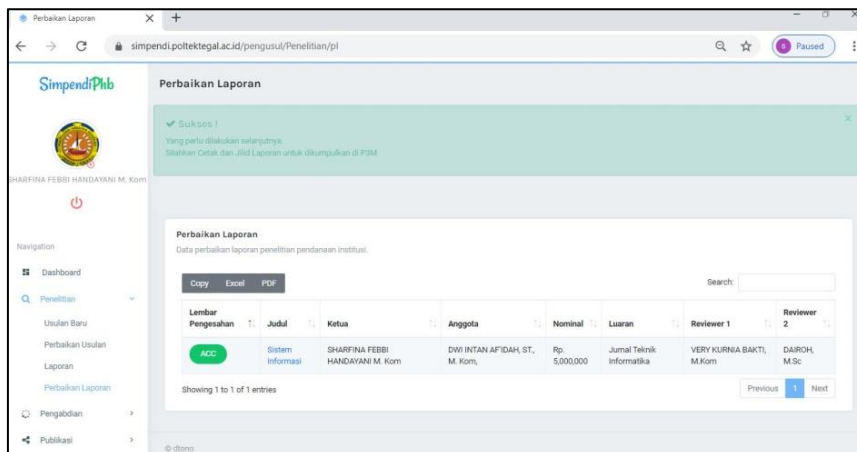 Perbaikan Laporan
simpendi.poltektegal.ac.id/pengusul/Penelitian/pl
Paused
SimpendiPhb
SHARFINA FEBBI HANDAYANI M. Kom
Navigation
Dashboard
Penelitian
Usulan Baru
Perbaikan Usulan
Laporan
Perbaikan Laporan
Pengabdian
Publikasi
Perbaikan Laporan
Sukses !
Yang perlu dilakukan selanjutnya.
Silahkan Cetak dan Jilid Laporan untuk dikumpulkan di P3M
Perbaikan Laporan
Data perbaikan laporan penelitian pendanaan institusi.
Copy Excel PDF
Search:
Lembar Pengesahan Judul Ketua Anggota Nominal Luaran Reviewer 1 Reviewer 2
ACC Sistem Informasi SHARFINA FEBBI HANDAYANI M. Kom DWI INTAN AF'IDAH, ST., M. Kom, Rp. 5,000,000 Jurnal Teknik Informatika VERY KURNIA BAKTI, M.Kom DAIROH, M.Sc
Showing 1 to 1 of 1 entries
Previous 1 Next
© dtono